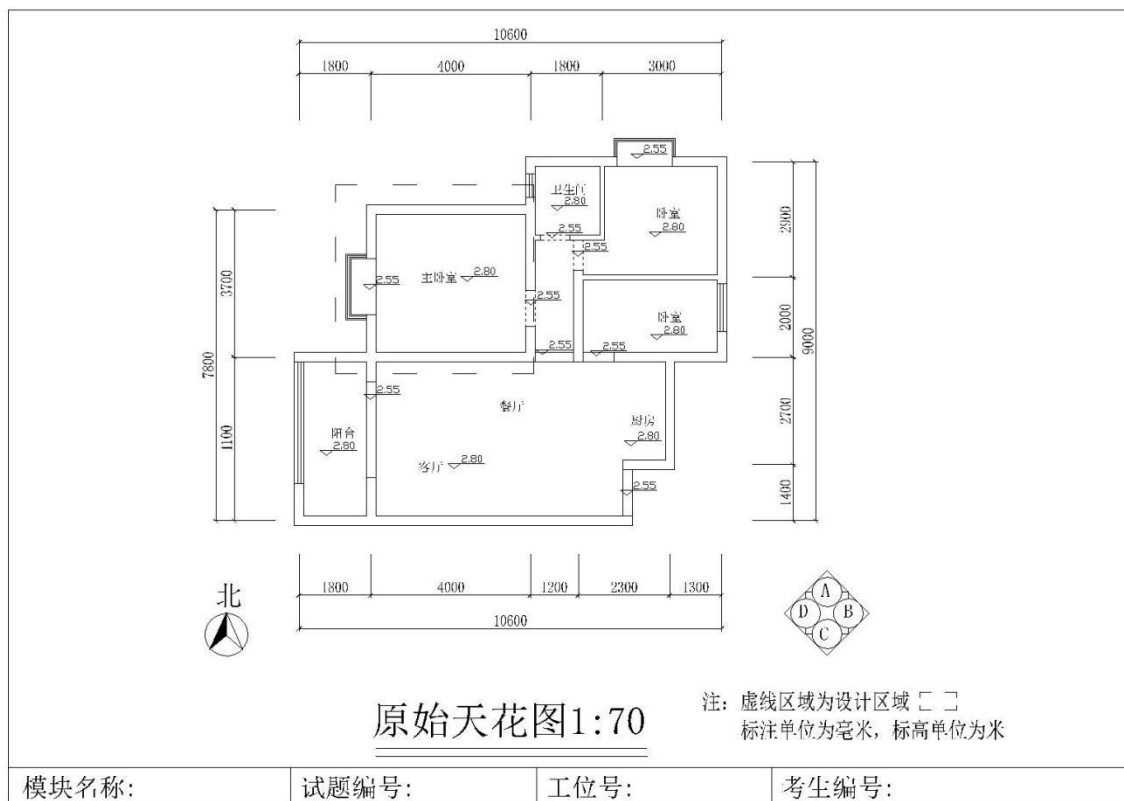 10600
1800 4000 1800 3000
2.55
卫生间
2.80
卧室
2.80
2.55
2.55
2900
3700
主卧室 2.80
2.55
2.55
卧室
2.80
2000
9000
7800
2.55
2.55
2.55
餐厅
厨房
2.80
2700
阳台
2.80
4100
客厅 2.80
2.55
1400
1800 4000 1200 2300 1300
10600
北
A
D B
C
原始天花图1:70
注: 虚线区域为设计区域
标注单位为毫米, 标高单位为米
模块名称: 试题编号: 工位号: 考生编号: